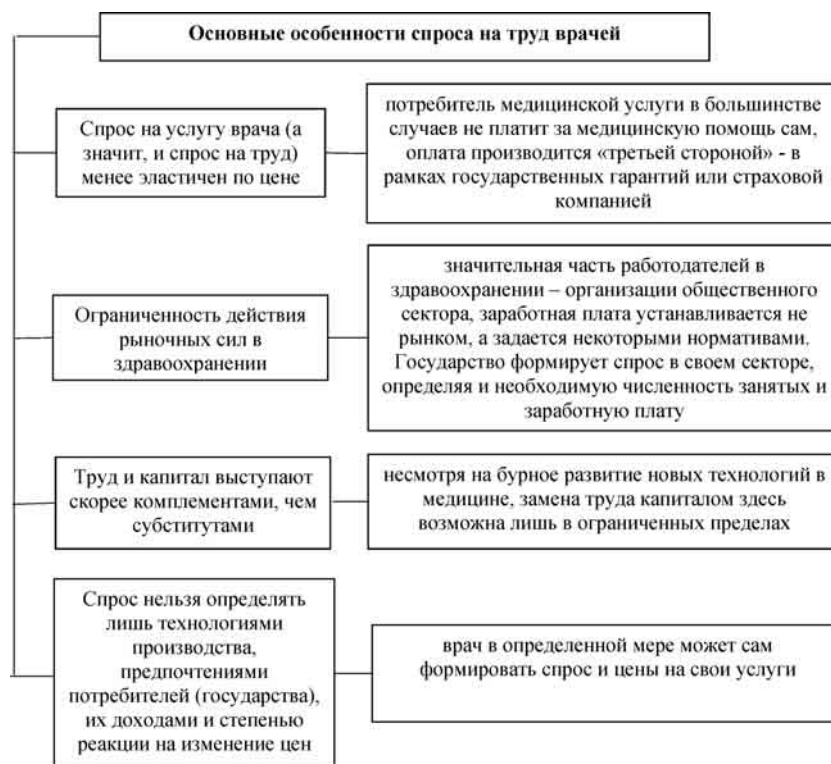 Основные особенности спроса на труд врачей
Спрос на услугу врача (а
значит, и спрос на труд)
менее эластичен по цене
потребитель медицинской услуги в большинстве
случаев не платит за медицинскую помощь сам,
оплата производится «третьей стороной» - в
рамках государственных гарантий или страховой
компанией
Ограниченность действия
рыночных сил в
здравоохранении
значительная часть работодателей в
здравоохранении – организации общественного
сектора, заработная плата устанавливается не
рынком, а задается некоторыми нормативами.
Государство формирует спрос в своем секторе,
определяя и необходимую численность занятых и
заработную плату
Труд и капитал выступают
скорее комплементами, чем
субститутами
несмотря на бурное развитие новых технологий в
медицине, замена труда капиталом здесь
возможна лишь в ограниченных пределах
Спрос нельзя определять
лишь технологиями
производства,
предпочтениями
потребителей (государства),
их доходами и степенью
реакции на изменение цен
врач в определенной мере может сам
формировать спрос и цены на свои услуги